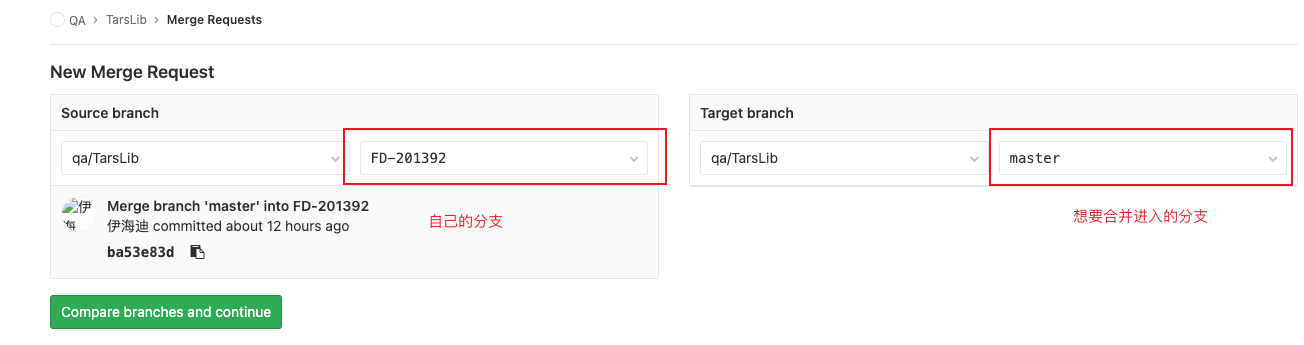 QA > TarsLib > Merge Requests
New Merge Request
Source branch
qa/TarsLib
FD-201392
Merge branch 'master' into FD-201392
伊海迪 committed about 12 hours ago
ba53e83d
自己的分支
Target branch
qa/TarsLib
master
想要合并进入的分支
Compare branches and continue